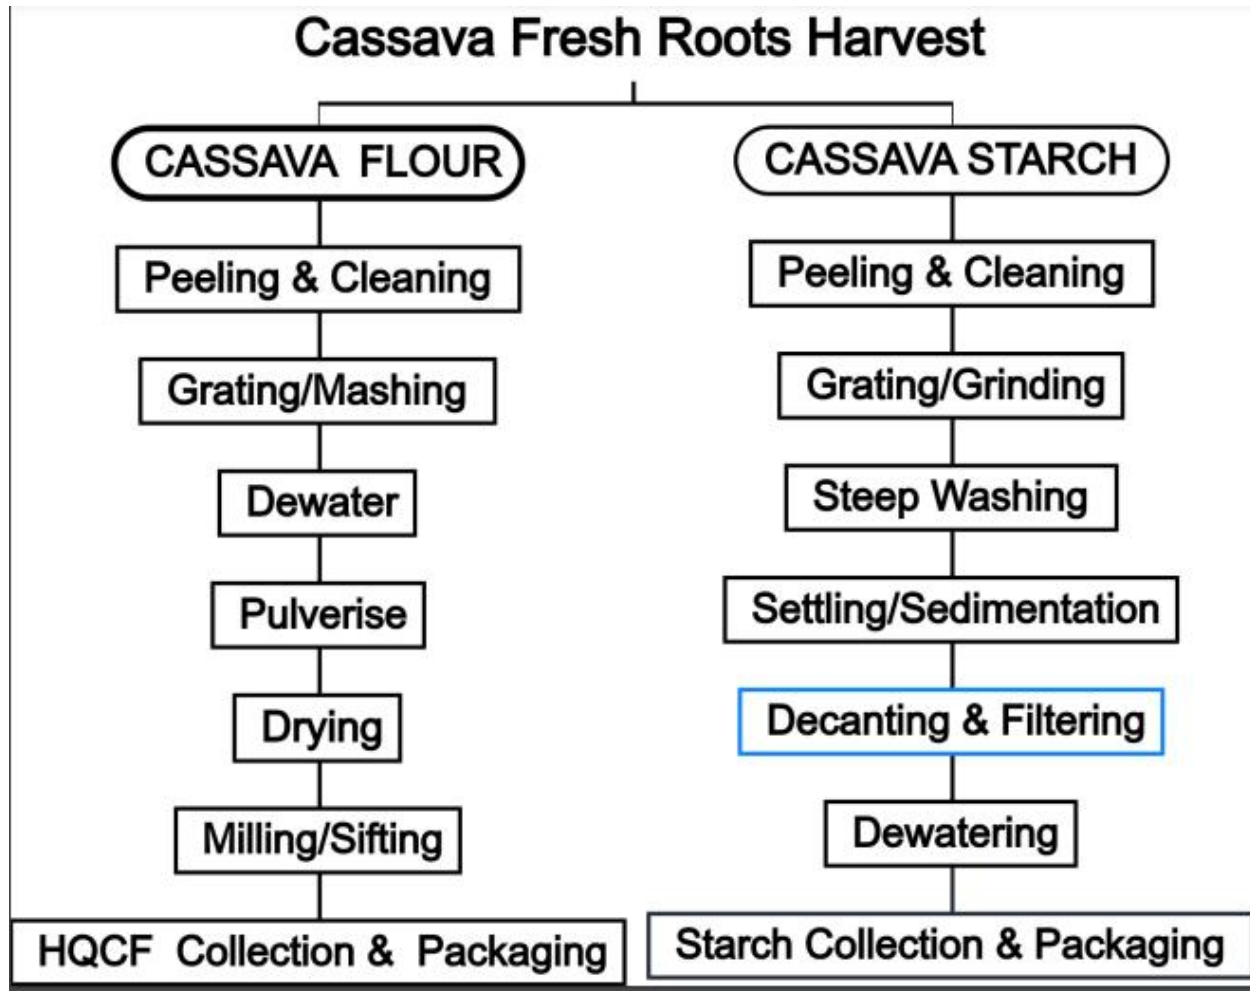 Cassava Fresh Roots Harvest
CASSAVA FLOUR
Peeling & Cleaning
Grating/Mashing
Dewater
Pulverise
Drying
Milling/Sifting
HQCF Collection & Packaging
CASSAVA STARCH
Peeling & Cleaning
Grating/Grinding
Steep Washing
Settling/Sedimentation
Decanting & Filtering
Dewatering
Starch Collection & Packaging